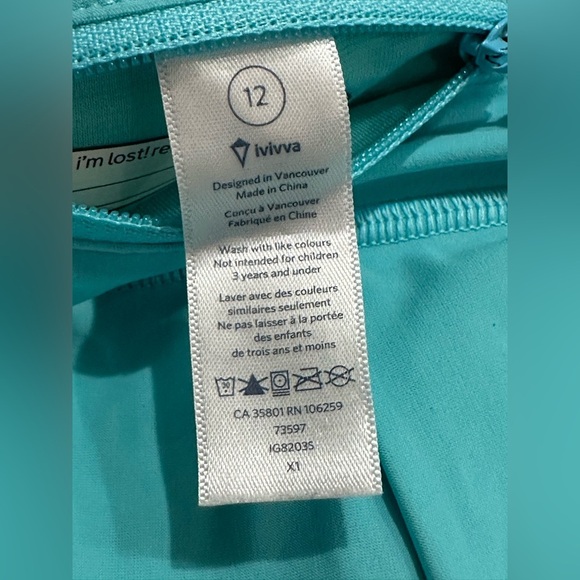 12
ivivva
Designed in Vancouver
Made in China
Conçu à Vancouver
Fabriqué en Chine
Wash with like colours
Not intended for children
3 years and under
Laver avec des couleurs
similaires seulement
Ne pas laisser à la portée
des enfants
de trois ans et moins
30
CA 35801 RN 106259
73597
IG8203S
X1
i'm lost! re